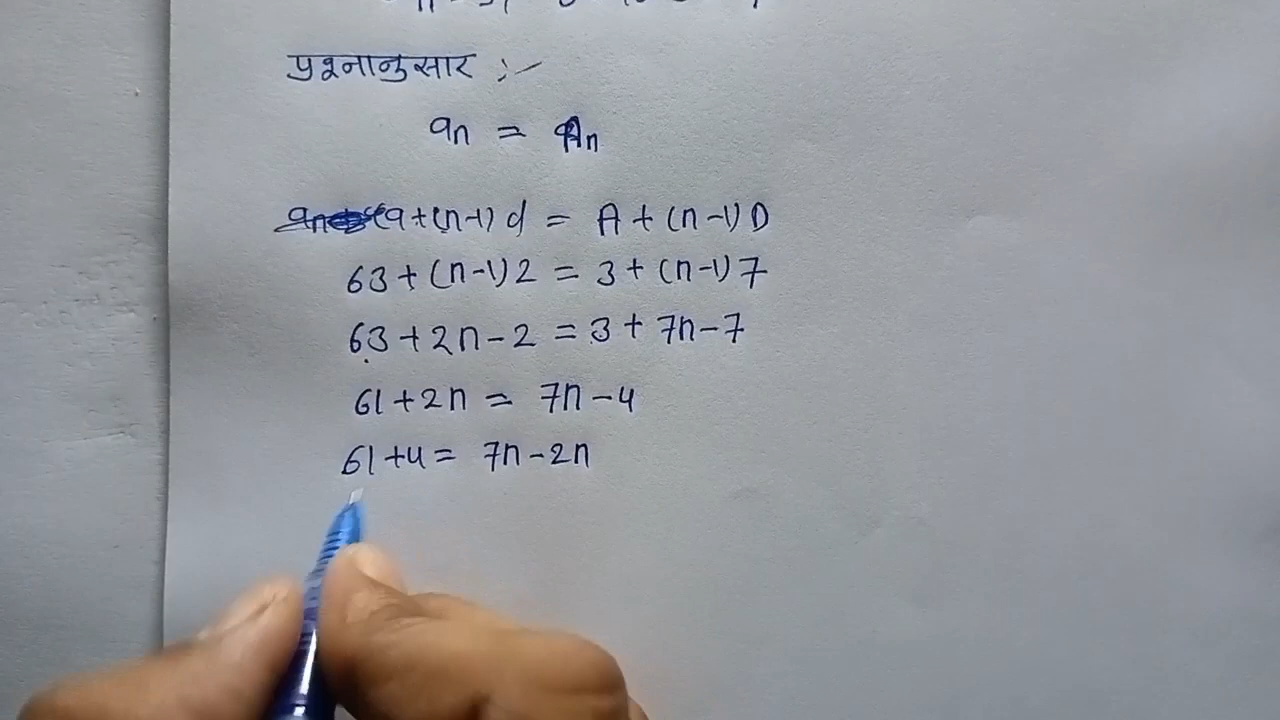 प्रश्नानुसार :-
an = An
a+(n-1)d = A+(n-1)D
63+(n-1)2 = 3+(n-1)7
63+2n-2 = 3+7n-7
61+2n = 7n-4
61+4 = 7n-2n